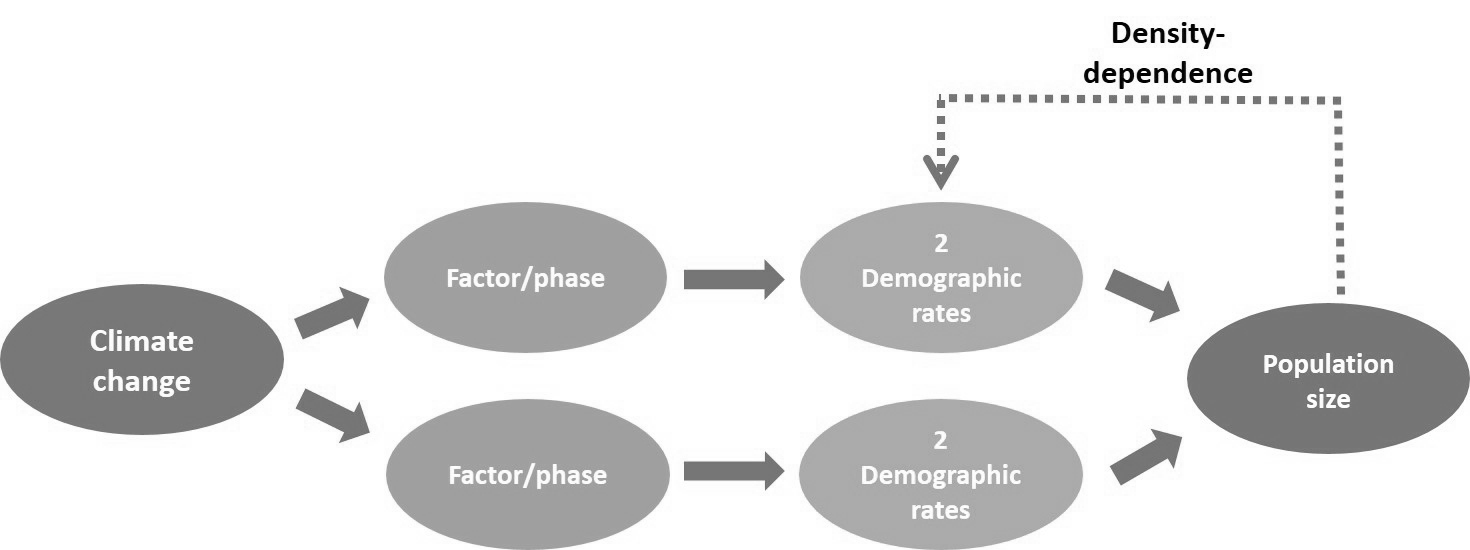 Density-
dependence
Climate
change
Factor/phase
2
Demographic
rates
Factor/phase
2
Demographic
rates
Population
size